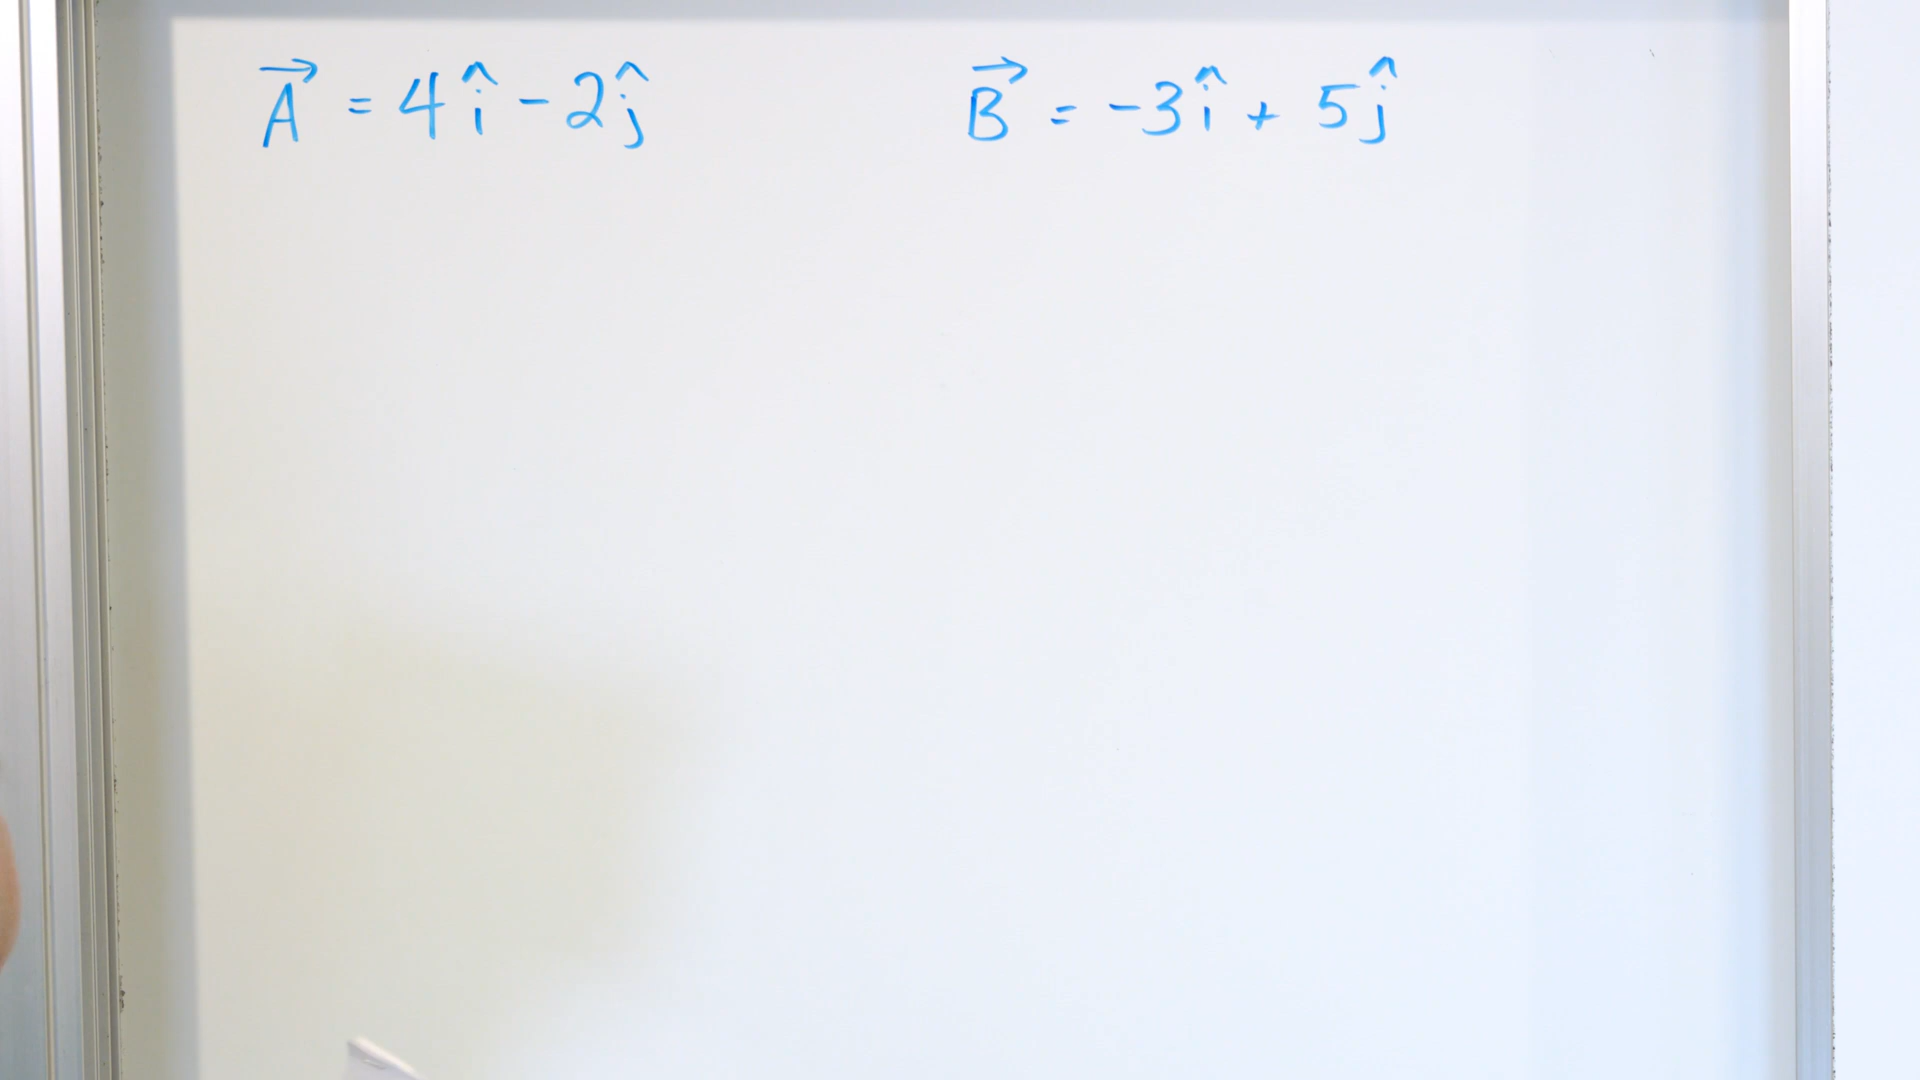 A⃗ = 4î - 2ĵ
B⃗ = -3î + 5ĵ